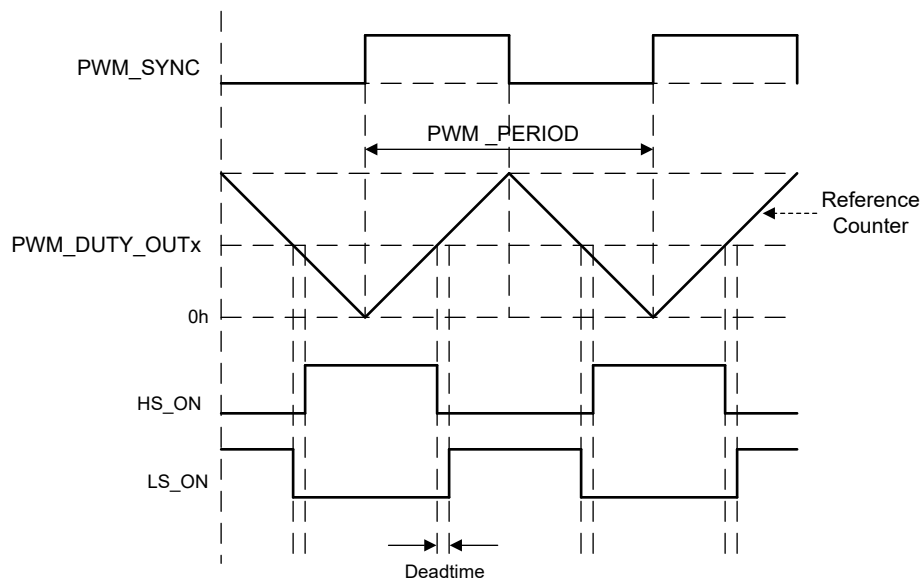 PWM_SYNC
PWM _PERIOD
Reference
Counter
PWM_DUTY_OUTx
0h
HS_ON
LS_ON
Deadtime